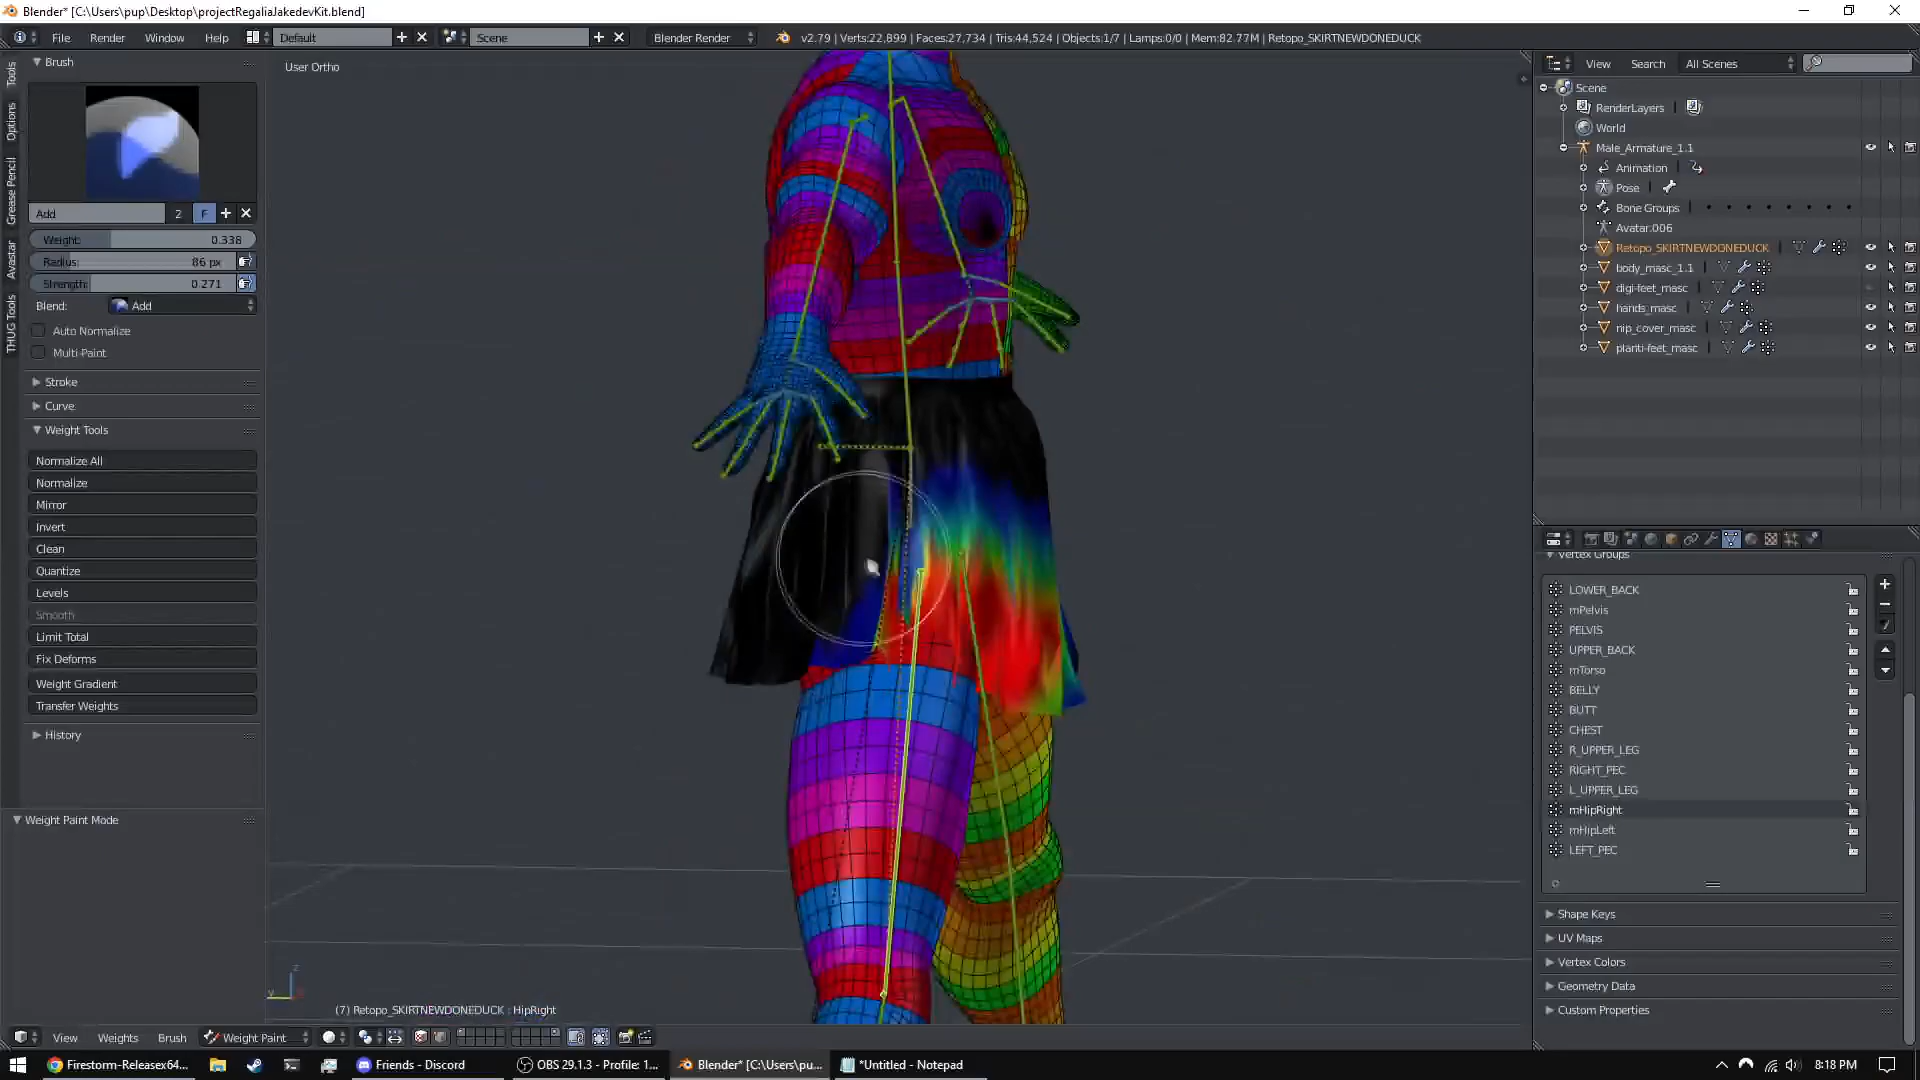 Blender* [C:\Users\pup\Desktop\projectRegaliaJakedevKit.blend]
File Render Window Help Default Scene Blender Render v2.79 | Verts:22,899 | Faces:27,734 | Tris:44,524 | Objects:1/7 | Lamps:0/0 | Mem:82.77M | Retopo_SKIRTNEWDONEDUCK
Tools
Options
Grease Pencil
Avastar
THUG Tools
Brush
Add 2 F
Weight: 0.338
Radius: 86 px
Strength: 0.271
Blend: Add
Auto Normalize
Multi-Paint
Stroke
Curve
Weight Tools
Normalize All
Normalize
Mirror
Invert
Clean
Quantize
Levels
Smooth
Limit Total
Fix Deforms
Weight Gradient
Transfer Weights
History
Weight Paint Mode
User Ortho
z
y
(7) Retopo_SKIRTNEWDONEDUCK : HipRight
View Weights Brush Weight Paint
View Search All Scenes
Scene
RenderLayers
World
Male_Armature_1.1
Animation
Pose
Bone Groups
Avatar.006
Retopo_SKIRTNEWDONEDUCK
body_masc_1.1
digi-feet_masc
hands_masc
nip_cover_masc
planti-feet_masc
Vertex Groups
LOWER_BACK
mPelvis
PELVIS
UPPER_BACK
mTorso
BELLY
BUTT
CHEST
R_UPPER_LEG
RIGHT_PEC
L_UPPER_LEG
mHipRight
mHipLeft
LEFT_PEC
Shape Keys
UV Maps
Vertex Colors
Geometry Data
Custom Properties
Firestorm-Releasex64... Friends - Discord OBS 29.1.3 - Profile: 1... Blender* [C:\Users\pu... *Untitled - Notepad 8:18 PM